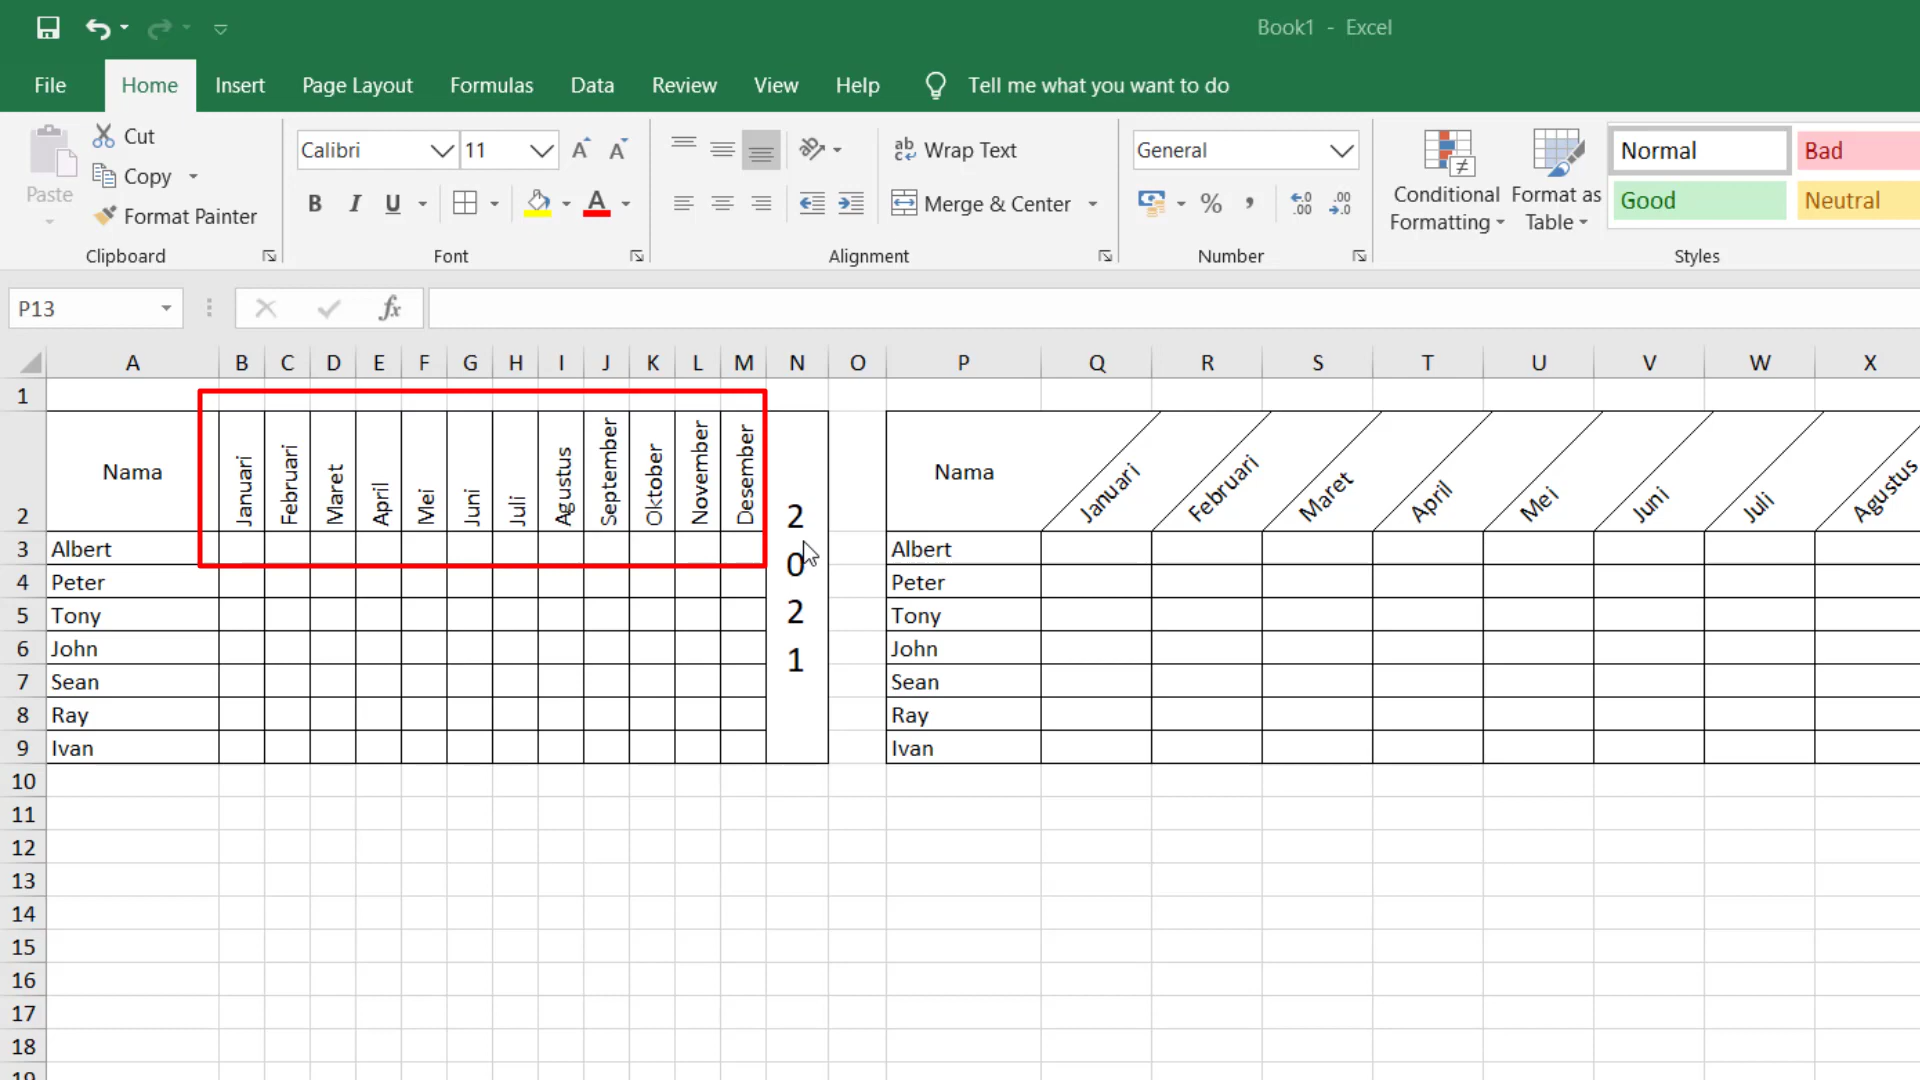 Book1 - Excel
File Home Insert Page Layout Formulas Data Review View Help Tell me what you want to do
Paste
Cut
Copy
Format Painter
Clipboard
Calibri 11
B I U
Font
Wrap Text
Merge & Center
Alignment
General
%
Number
Conditional Formatting
Format as Table
Normal Bad
Good Neutral
Styles
P13
fx
A B C D E F G H I J K L M N O P Q R S T U V W X
1
2 Nama Januari Februari Maret April Mei Juni Juli Agustus September Oktober November Desember 2 0 2 1 Nama Januari Februari Maret April Mei Juni Juli Agustus
3 Albert Albert
4 Peter Peter
5 Tony Tony
6 John John
7 Sean Sean
8 Ray Ray
9 Ivan Ivan
10
11
12
13
14
15
16
17
18